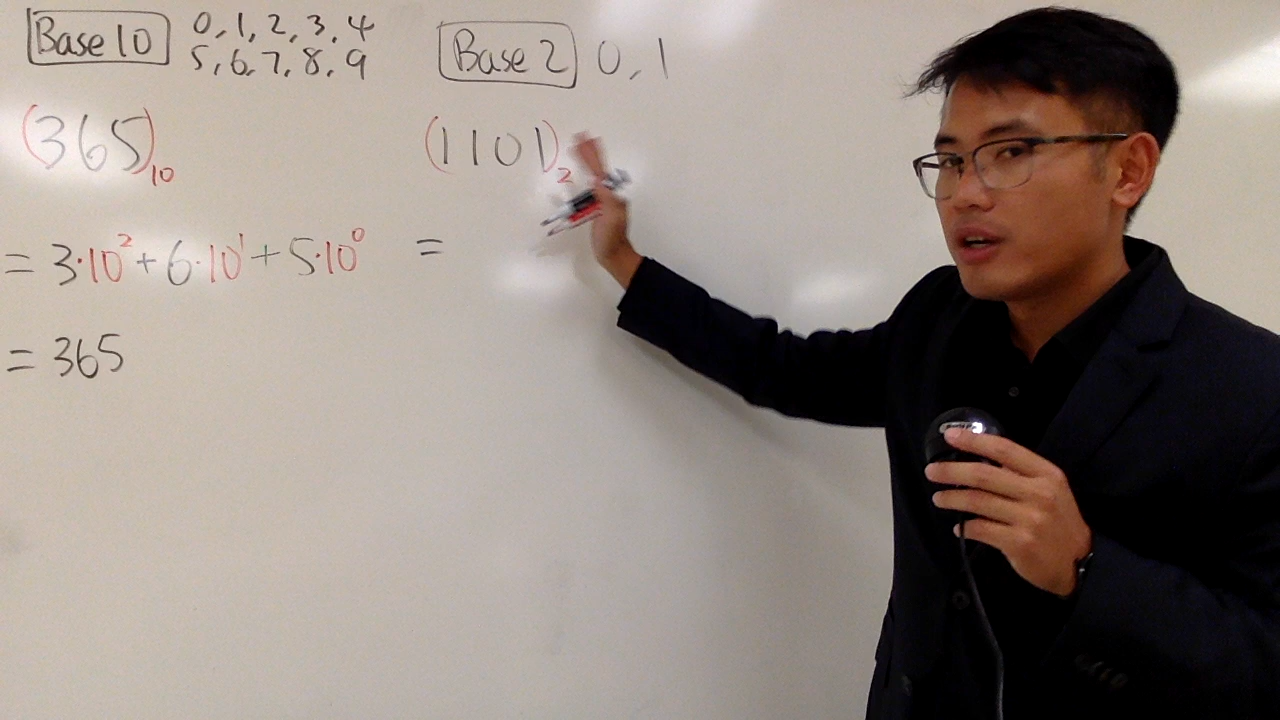 Base 10
0, 1, 2, 3, 4
5, 6, 7, 8, 9
(365)₁₀
= 3·10² + 6·10¹ + 5·10⁰
= 365
Base 2
0, 1
(1101)₂
=